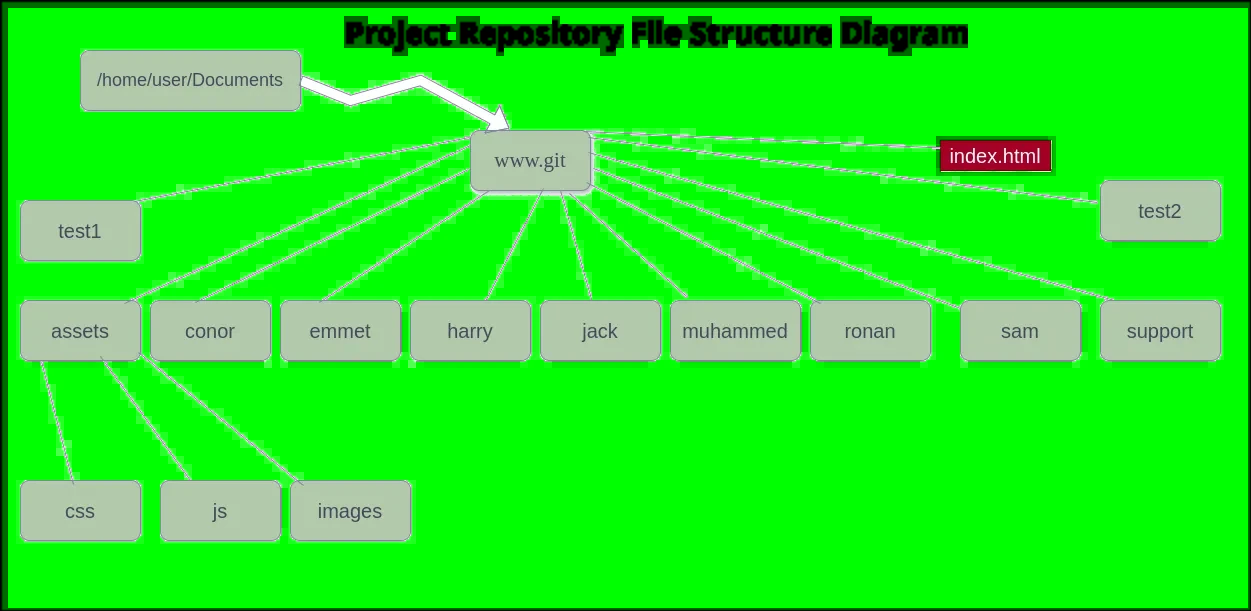 Project Repository File Structure Diagram
/home/user/Documents
www.git
index.html
test1
test2
assets
conor
emmet
harry
jack
muhammed
ronan
sam
support
css
js
images